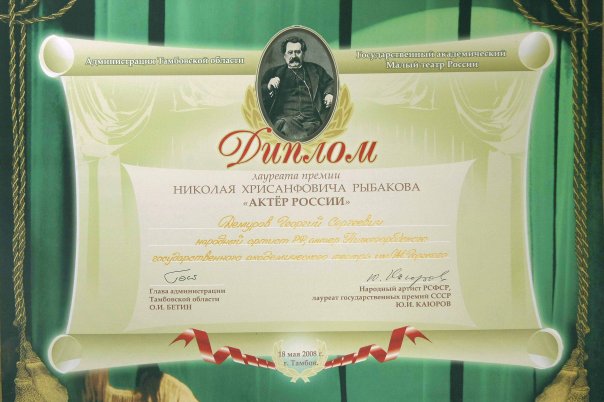 Администрация Тамбовской области
Государственный академический
Малый театр России
Диплом
лауреата премии
НИКОЛАЯ ХРИСАНФОВИЧА РЫБАКОВА
«АКТЁР РОССИИ»
Демуров Георгий Сергеевич
народный артист РФ, актер Нижегородского
государственного академического театра им. М. Горького
Глава администрации
Тамбовской области
О.И. БЕТИН
Народный артист РСФСР,
лауреат государственных премий СССР
Ю.И. КАЮРОВ
18 мая 2008 г.
г. Тамбов.